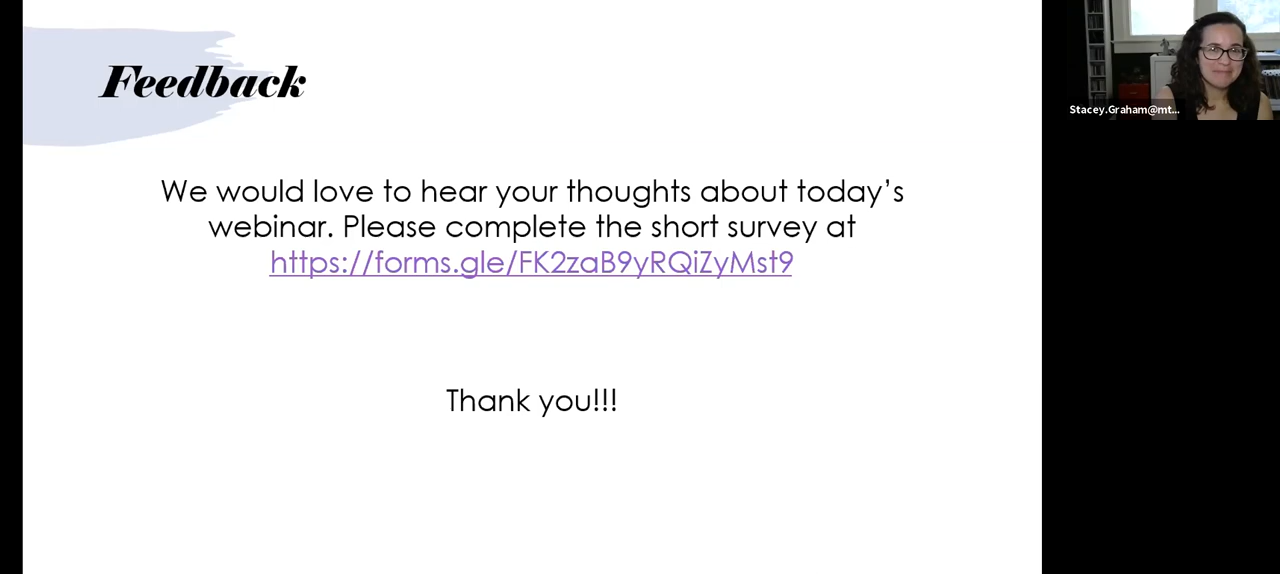 Feedback
We would love to hear your thoughts about today’s
webinar. Please complete the short survey at
https://forms.gle/FK2zaB9yRQiZyMst9
Thank you!!!
Stacey.Graham@mt...